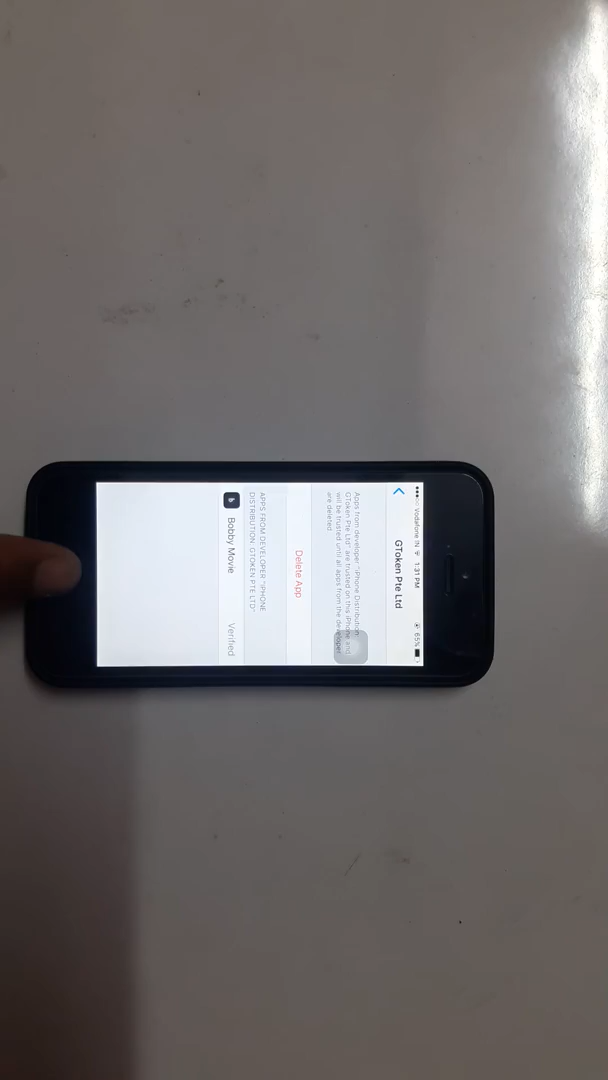 Vodafone IN 1:31 PM 65%
GToken Pte Ltd
Apps from developer "iPhone Distribution:
GToken Pte Ltd" are trusted on this iPhone and
will be trusted until all apps from the developer
are deleted.
Delete App
APPS FROM DEVELOPER "IPHONE
DISTRIBUTION: GTOKEN PTE LTD"
Bobby Movie Verified